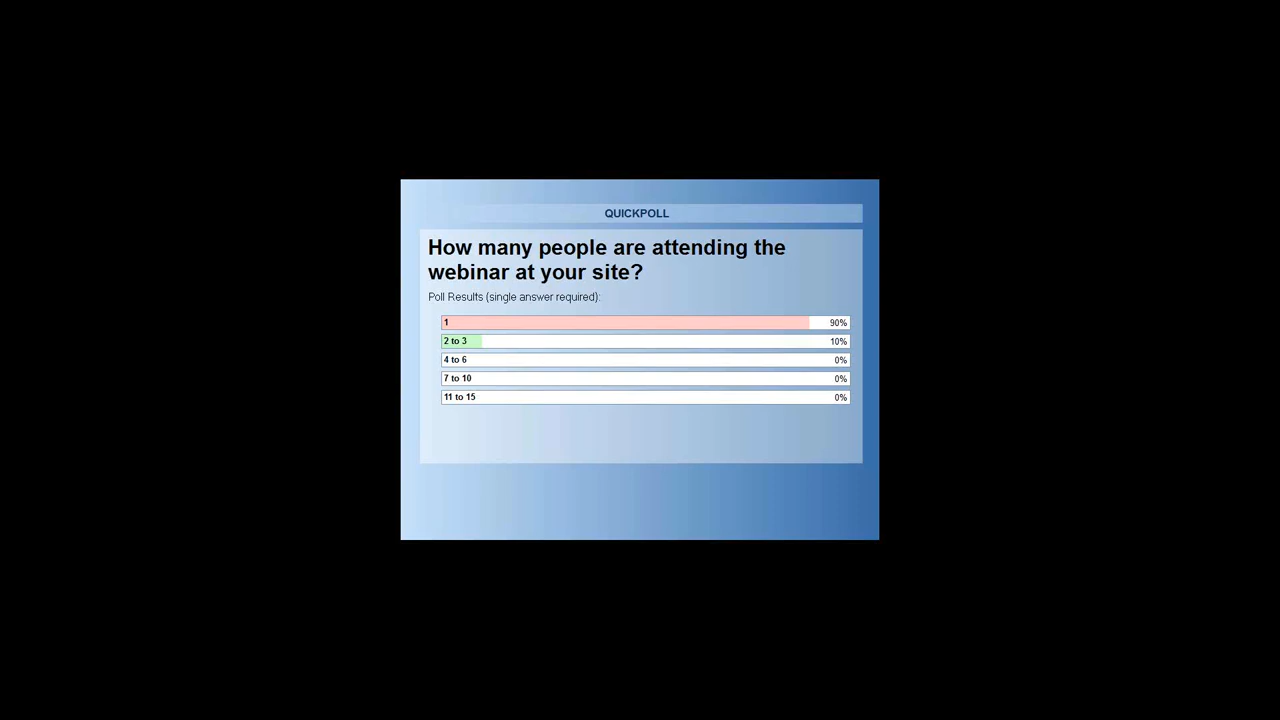 QUICKPOLL
How many people are attending the
webinar at your site?
Poll Results (single answer required):
1 90%
2 to 3 10%
4 to 6 0%
7 to 10 0%
11 to 15 0%